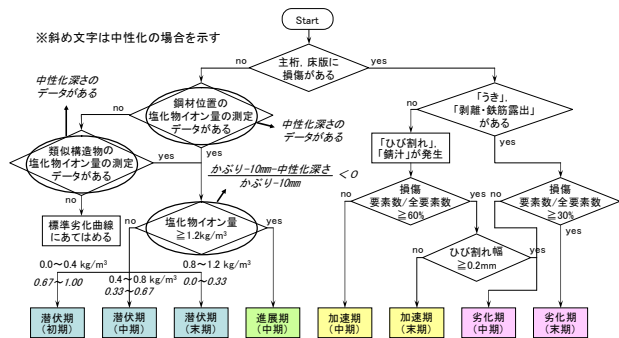 Start
※斜め文字は中性化の場合を示す
主桁，床版に
損傷がある
no
yes
中性化深さの
データがある
鋼材位置の
塩化物イオン量の測定
データがある
no
中性化深さの
データがある
「うき」，
「剥離・鉄筋露出」
がある
no
yes
類似構造物の
塩化物イオン量の測定
データがある
yes
yes
no
かぶり-10mm-中性化深さ
かぶり-10mm
<0
「ひび割れ」，
「錆汁」が発生
標準劣化曲線
にあてはめる
塩化物イオン量
≧1.2kg/m³
no
yes
no
損傷
要素数/全要素数
≧60%
yes
no
損傷
要素数/全要素数
≧30%
no
ひび割れ幅
≧0.2mm
yes
yes
0.0～0.4 kg/m³
0.67～1.00
0.4～0.8 kg/m³
0.33～0.67
0.8～1.2 kg/m³
0.0～0.33
潜伏期
（初期）
潜伏期
（中期）
潜伏期
（末期）
進展期
（中期）
加速期
（中期）
加速期
（末期）
劣化期
（中期）
劣化期
（末期）